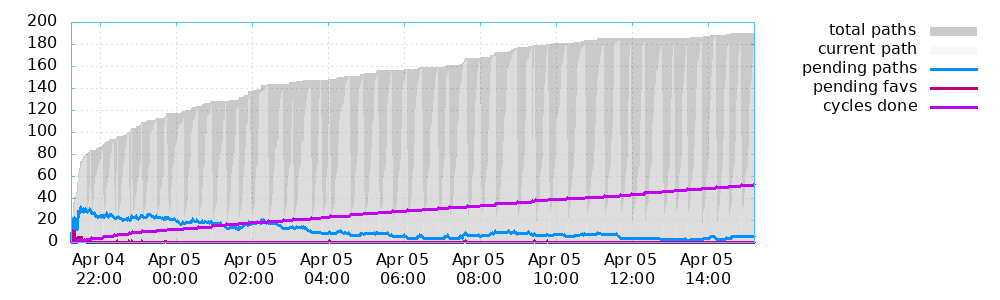 200
180
160
140
120
100
80
60
40
20
0
Apr 04 22:00
Apr 05 00:00
Apr 05 02:00
Apr 05 04:00
Apr 05 06:00
Apr 05 08:00
Apr 05 10:00
Apr 05 12:00
Apr 05 14:00
total paths
current path
pending paths
pending favs
cycles done